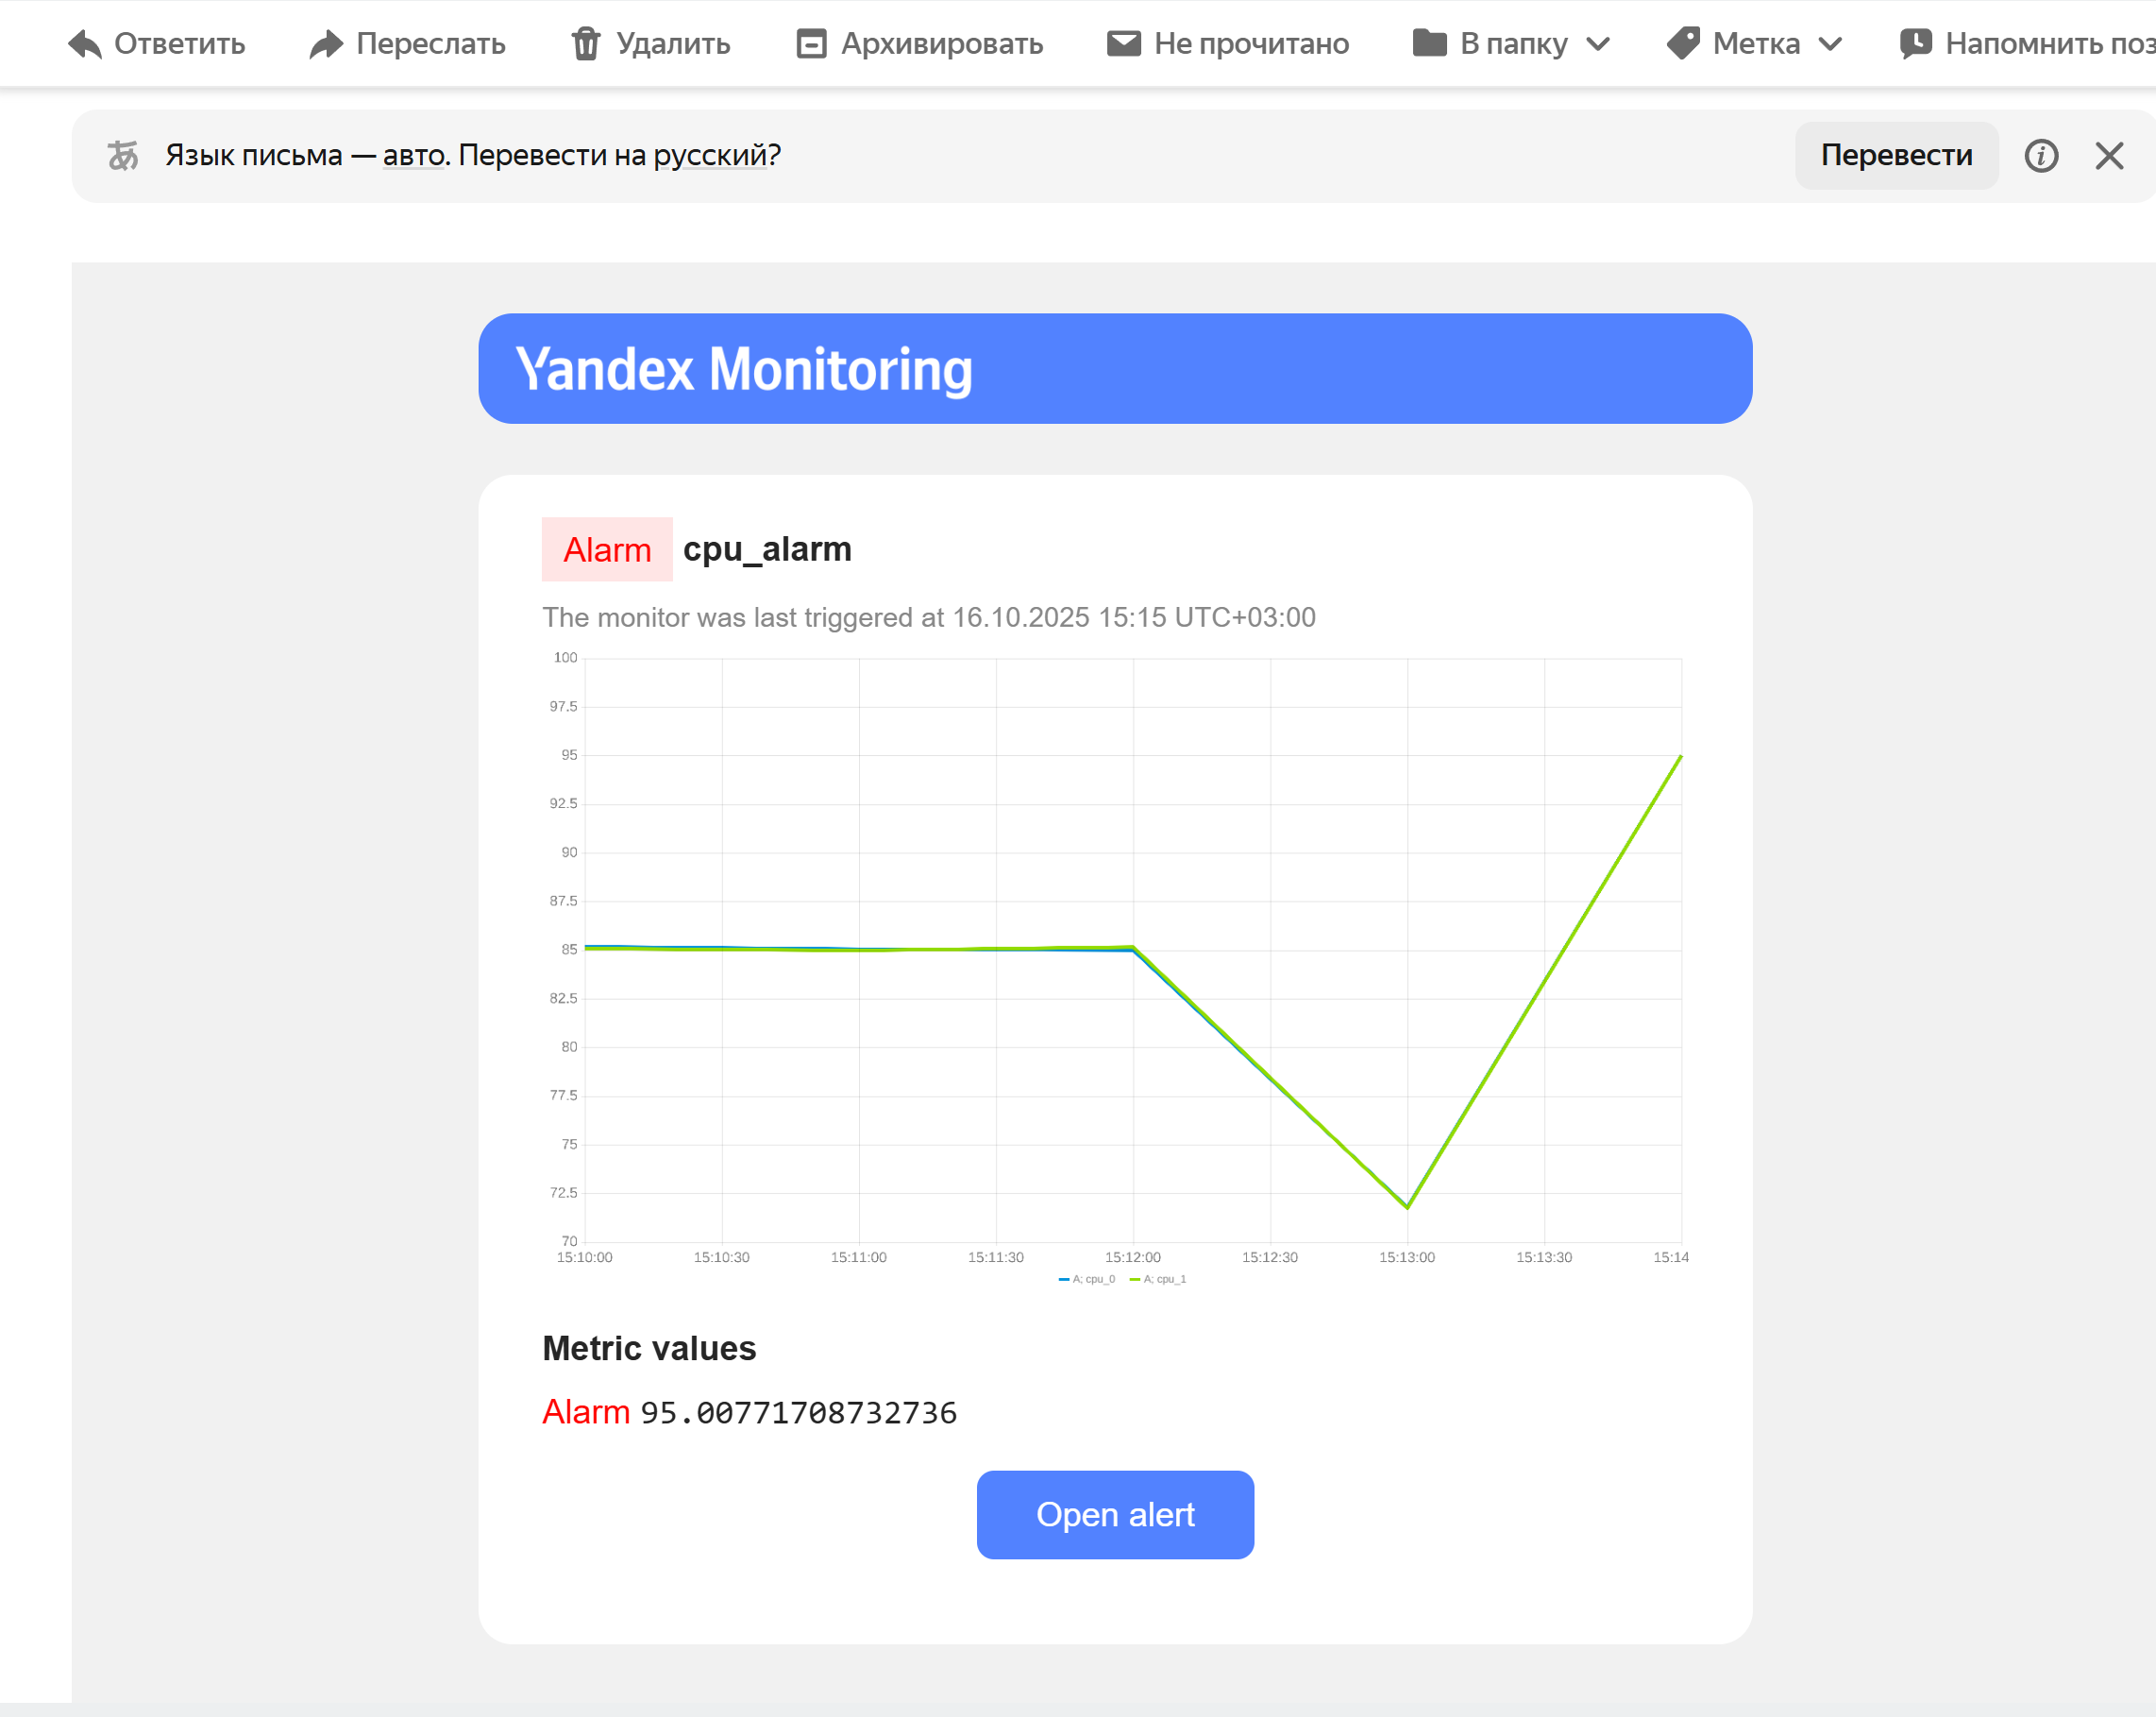 Ответить Переслать Удалить Архивировать Не прочитано В папку Метка Напомнить поз
あ Язык письма — авто. Перевести на русский? Перевести
Yandex Monitoring
Alarm cpu_alarm
The monitor was last triggered at 16.10.2025 15:15 UTC+03:00
100
97.5
95
92.5
90
87.5
85
82.5
80
77.5
75
72.5
70
15:10:00 15:10:30 15:11:00 15:11:30 15:12:00 15:12:30 15:13:00 15:13:30 15:14
A; cpu_0 A; cpu_1
Metric values
Alarm 95.00771708732736
Open alert